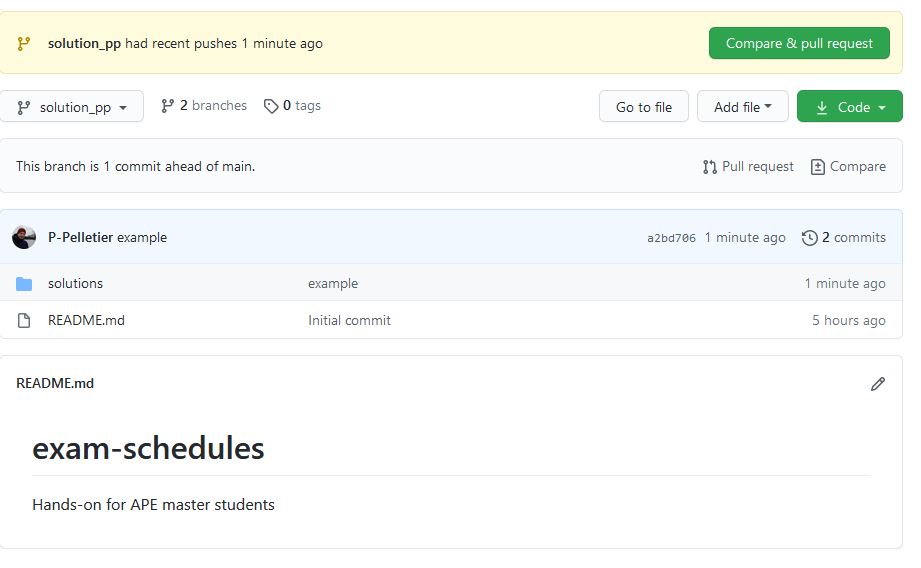 solution_pp had recent pushes 1 minute ago Compare & pull request
solution_pp 2 branches 0 tags Go to file Add file Code
This branch is 1 commit ahead of main. Pull request Compare
P-Pelletier example a2bd706 1 minute ago 2 commits
solutions example 1 minute ago
README.md Initial commit 5 hours ago
README.md
exam-schedules
Hands-on for APE master students